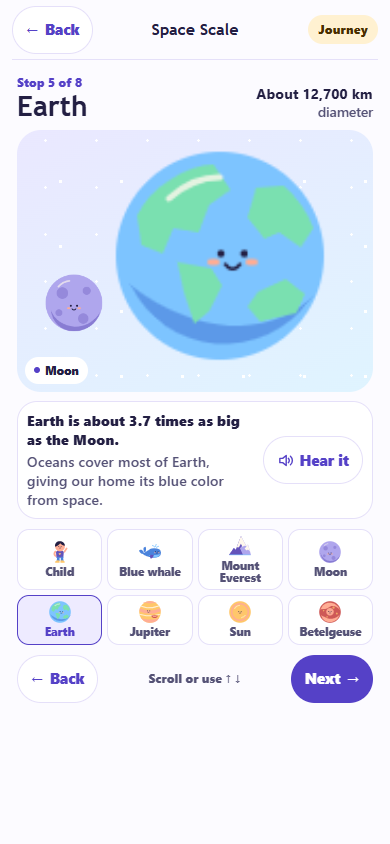 ← Back
Space Scale
Journey
Stop 5 of 8
Earth
About 12,700 km
diameter
Moon
Earth is about 3.7 times as big
as the Moon.
Oceans cover most of Earth,
giving our home its blue color
from space.
Hear it
Child
Blue whale
Mount
Everest
Moon
Earth
Jupiter
Sun
Betelgeuse
← Back
Scroll or use ↑ ↓
Next →